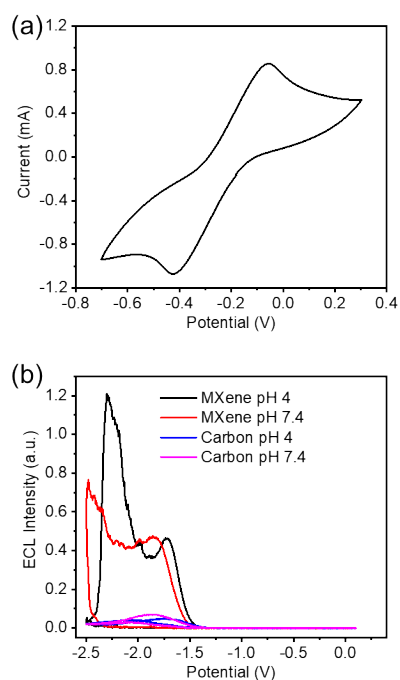 (a)
1.2
0.8
0.4
0.0
-0.4
-0.8
-1.2
Current (mA)
-0.8 -0.6 -0.4 -0.2 0.0 0.2 0.4
Potential (V)
(b)
1.2
1.0
0.8
0.6
0.4
0.2
0.0
ECL Intensity (a.u.)
MXene pH 4
MXene pH 7.4
Carbon pH 4
Carbon pH 7.4
-2.5 -2.0 -1.5 -1.0 -0.5 0.0
Potential (V)